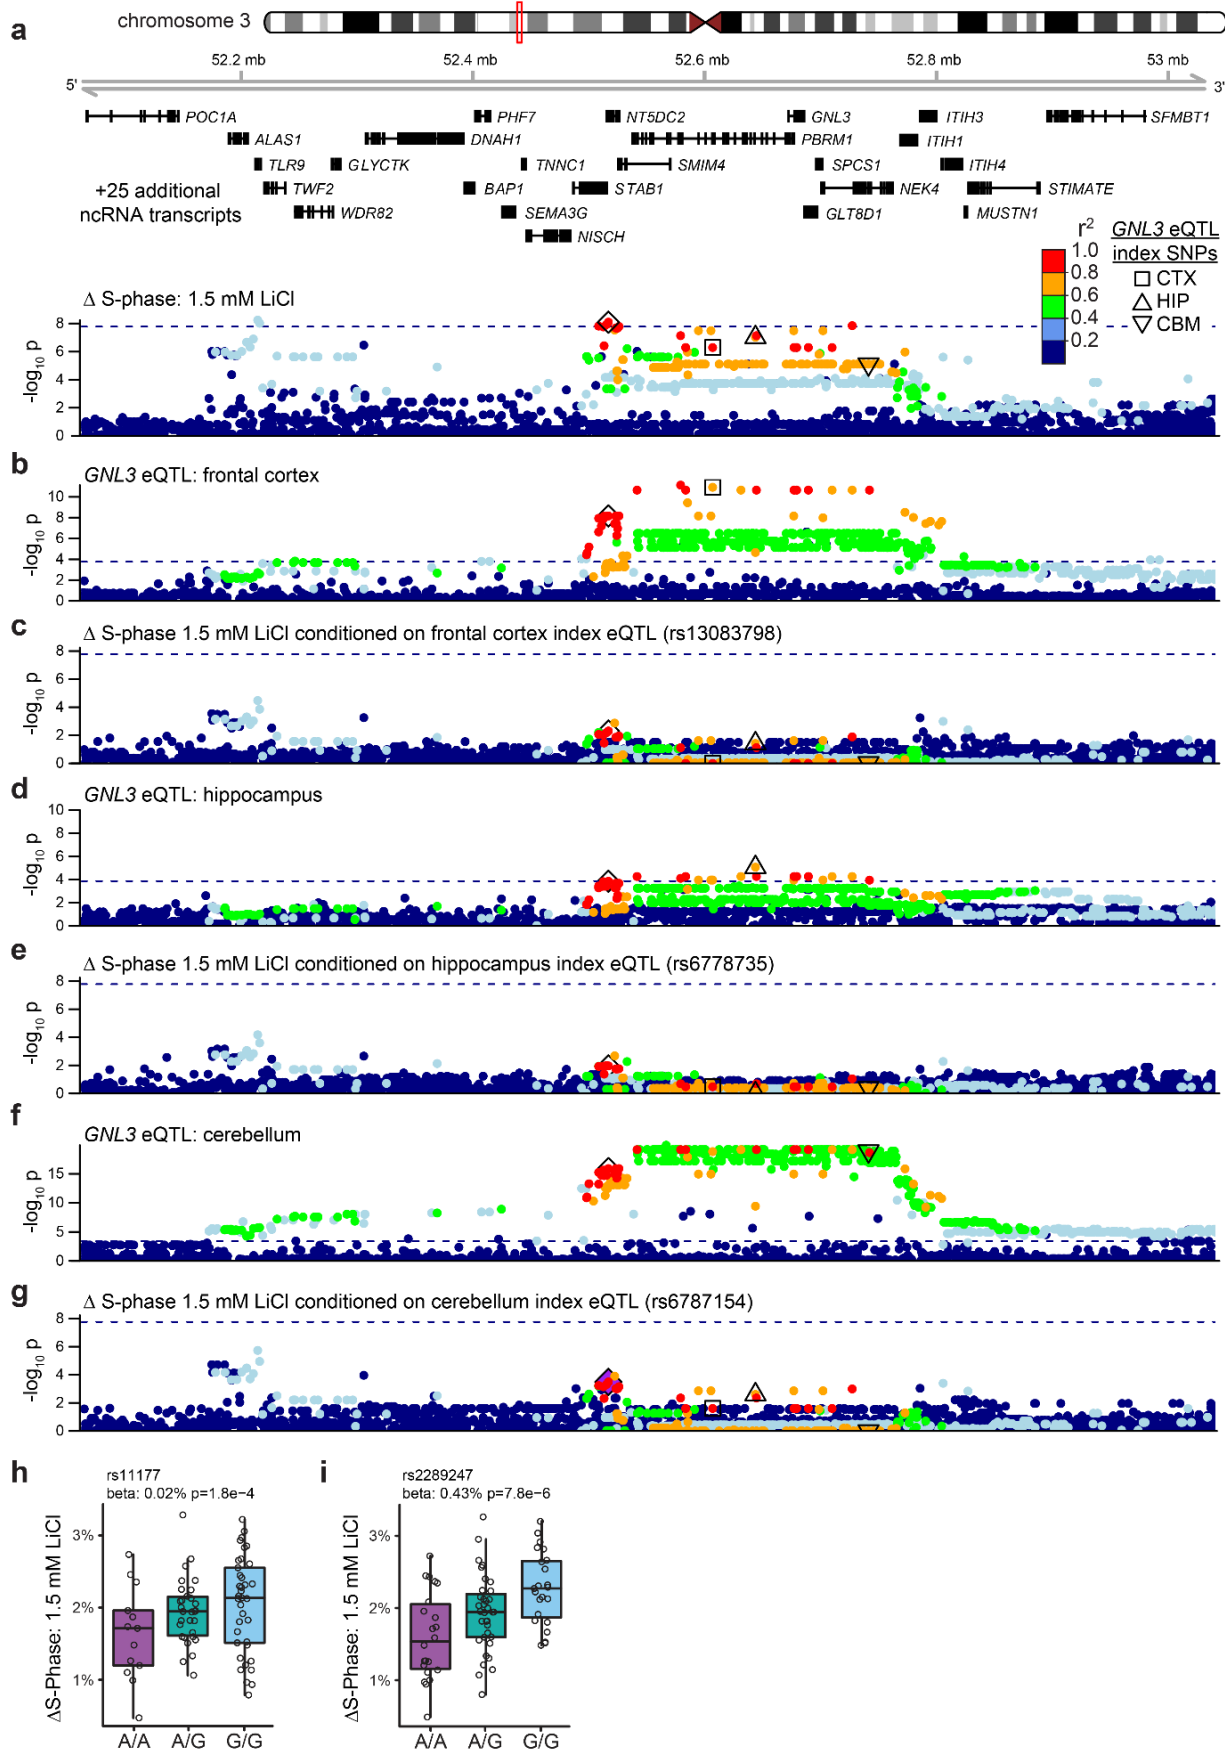 a
chromosome 3
52.2 mb 52.4 mb 52.6 mb 52.8 mb 53 mb
5' 3'
POC1A PHF7 NT5DC2 GNL3 ITIH3 SFMBT1
ALAS1 DNAH1 PBRM1 ITIH1
TLR9 GLYCTK TNNC1 SMIM4 SPCS1 ITIH4
+25 additional
ncRNA transcripts
TWF2 BAP1 STAB1 NEK4 STIMATE
WDR82 SEMA3G GLT8D1 MUSTN1
NISCH
r2
1.0
0.8
0.6
0.4
0.2
GNL3 eQTL
index SNPs
CTX
HIP
CBM
Δ S-phase: 1.5 mM LiCl
-log10 p
8
6
4
2
0
b
GNL3 eQTL: frontal cortex
-log10 p
10
8
6
4
2
0
c
Δ S-phase 1.5 mM LiCl conditioned on frontal cortex index eQTL (rs13083798)
-log10 p
8
6
4
2
0
d
GNL3 eQTL: hippocampus
-log10 p
10
8
6
4
2
0
e
Δ S-phase 1.5 mM LiCl conditioned on hippocampus index eQTL (rs6778735)
-log10 p
8
6
4
2
0
f
GNL3 eQTL: cerebellum
-log10 p
15
10
5
0
g
Δ S-phase 1.5 mM LiCl conditioned on cerebellum index eQTL (rs6787154)
-log10 p
8
6
4
2
0
h
rs11177
beta: 0.02% p=1.8e−4
ΔS-Phase: 1.5 mM LiCl
3%
2%
1%
A/A A/G G/G
i
rs2289247
beta: 0.43% p=7.8e−6
ΔS-Phase: 1.5 mM LiCl
3%
2%
1%
A/A A/G G/G